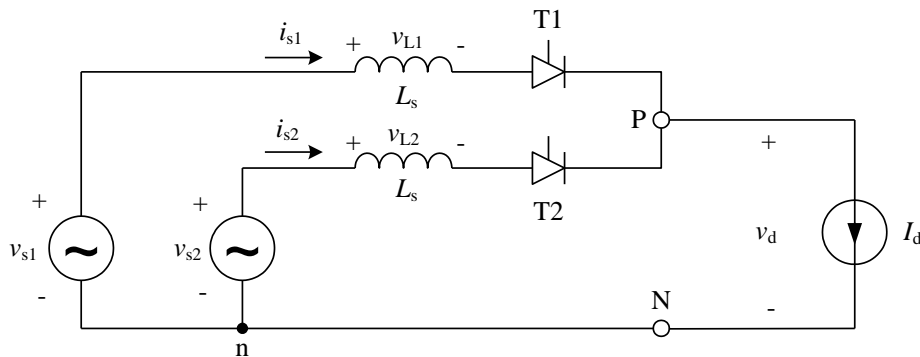 T1
i_s1
+ v_L1 -
L_s
P
i_s2
+ v_L2 -
+
L_s
T2
+
+
v_s1
~
v_s2
~
v_d
I_d
-
-
N
-
n